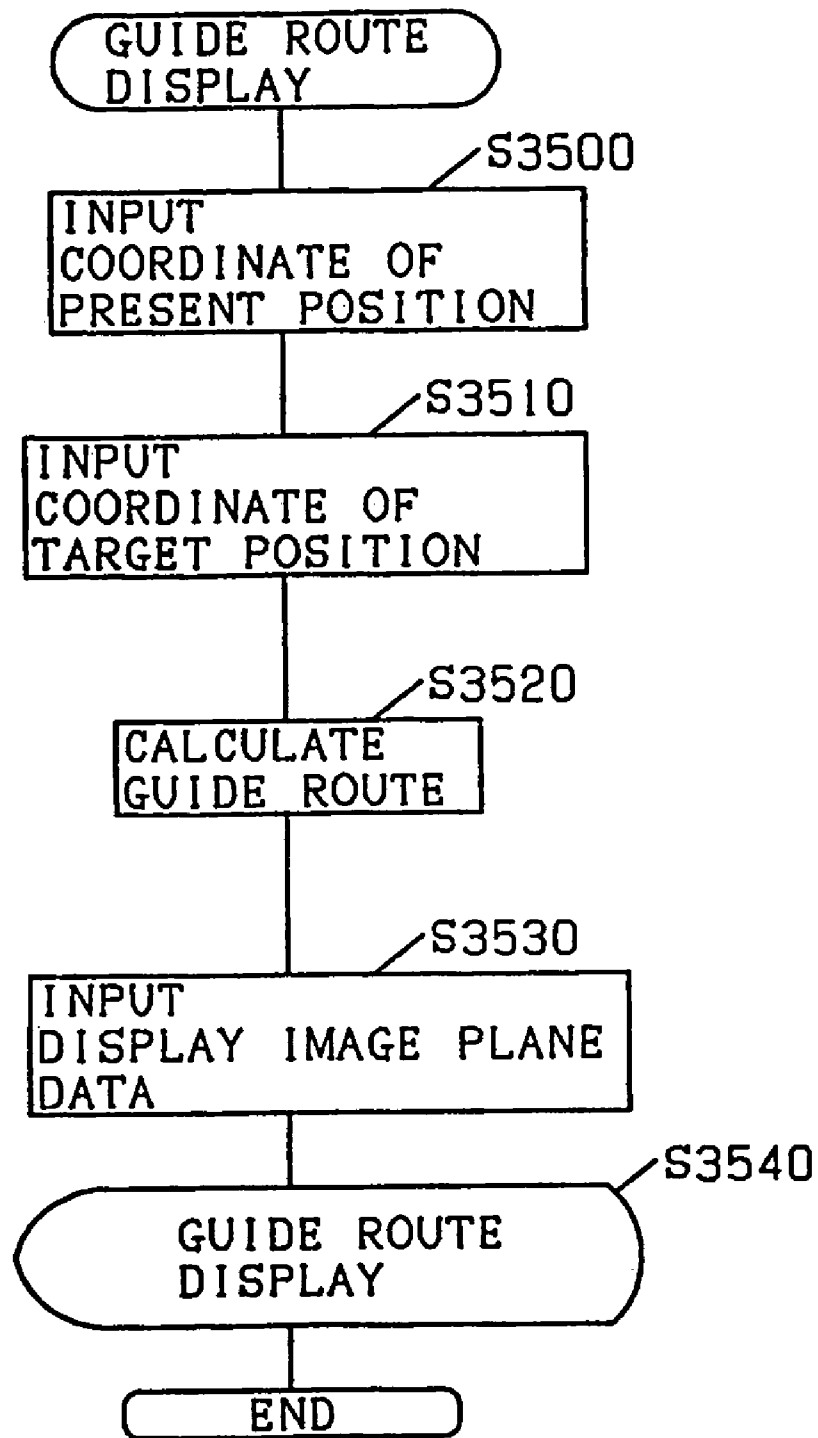 GUIDE ROUTE
DISPLAY
S3500
INPUT
COORDINATE OF
PRESENT POSITION
S3510
INPUT
COORDINATE OF
TARGET POSITION
S3520
CALCULATE
GUIDE ROUTE
S3530
INPUT
DISPLAY IMAGE PLANE
DATA
S3540
GUIDE ROUTE
DISPLAY
END